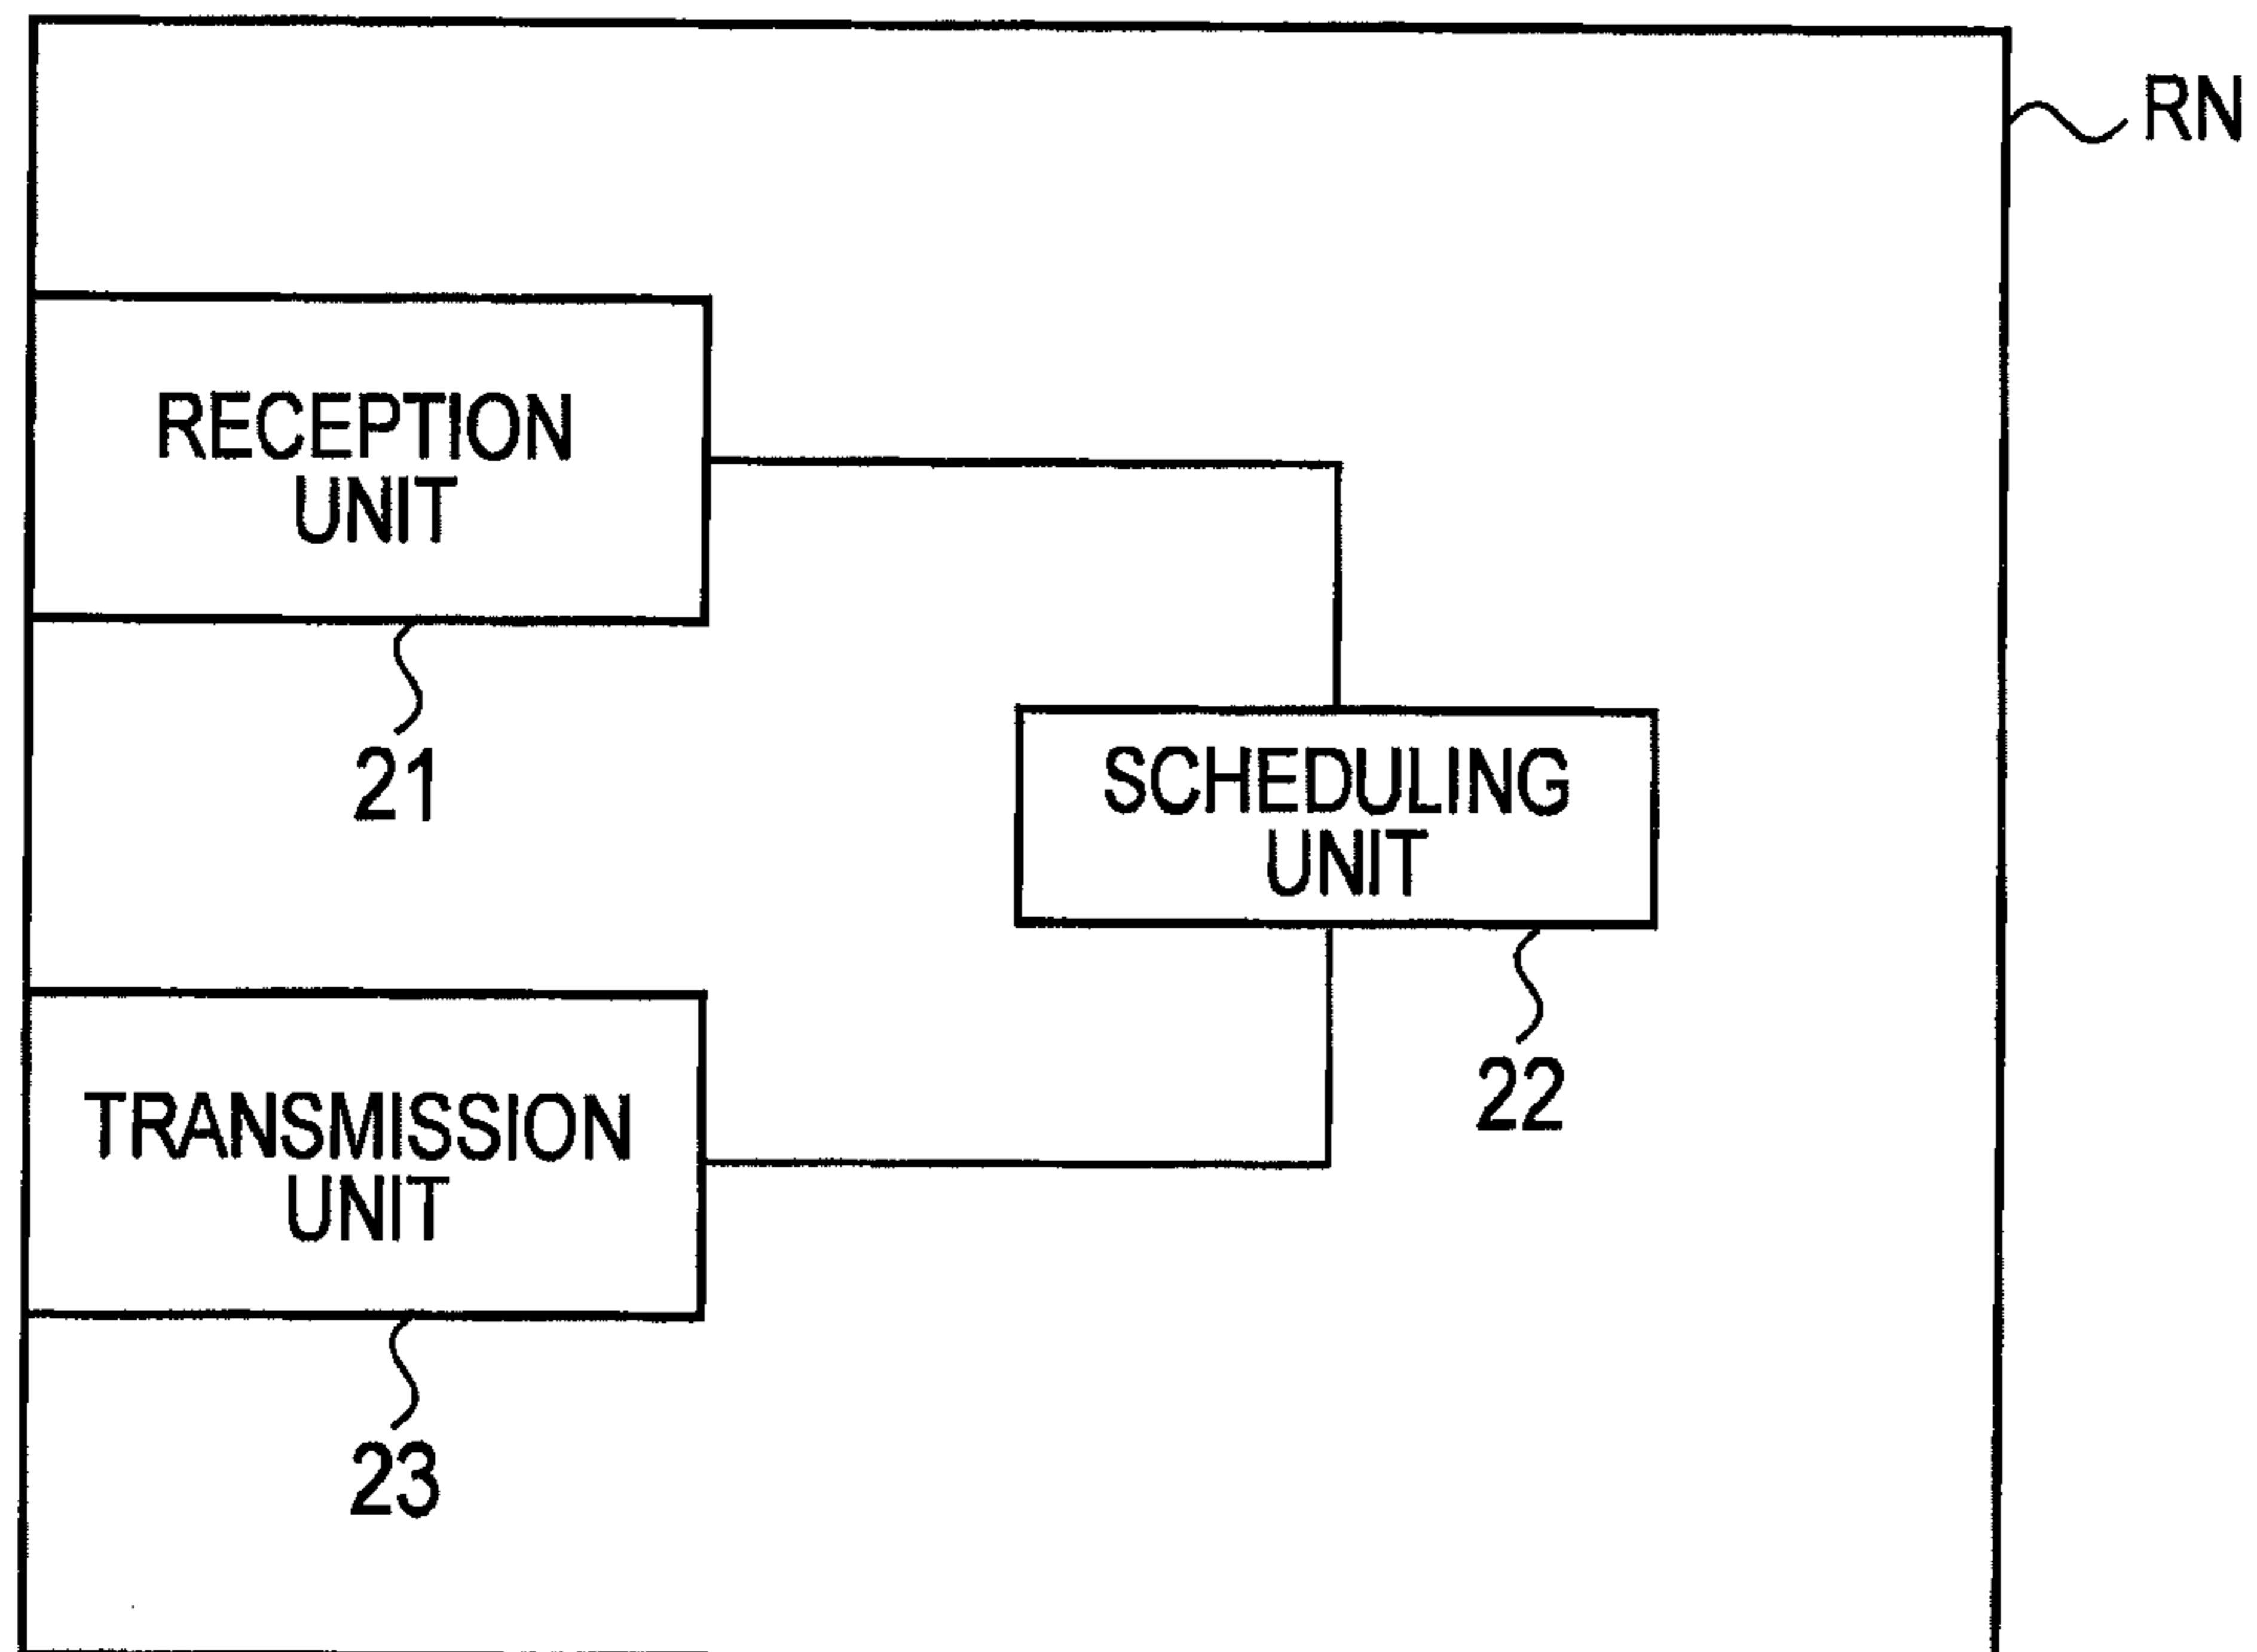 RN
RECEPTION
UNIT
21
SCHEDULING
UNIT
22
TRANSMISSION
UNIT
23